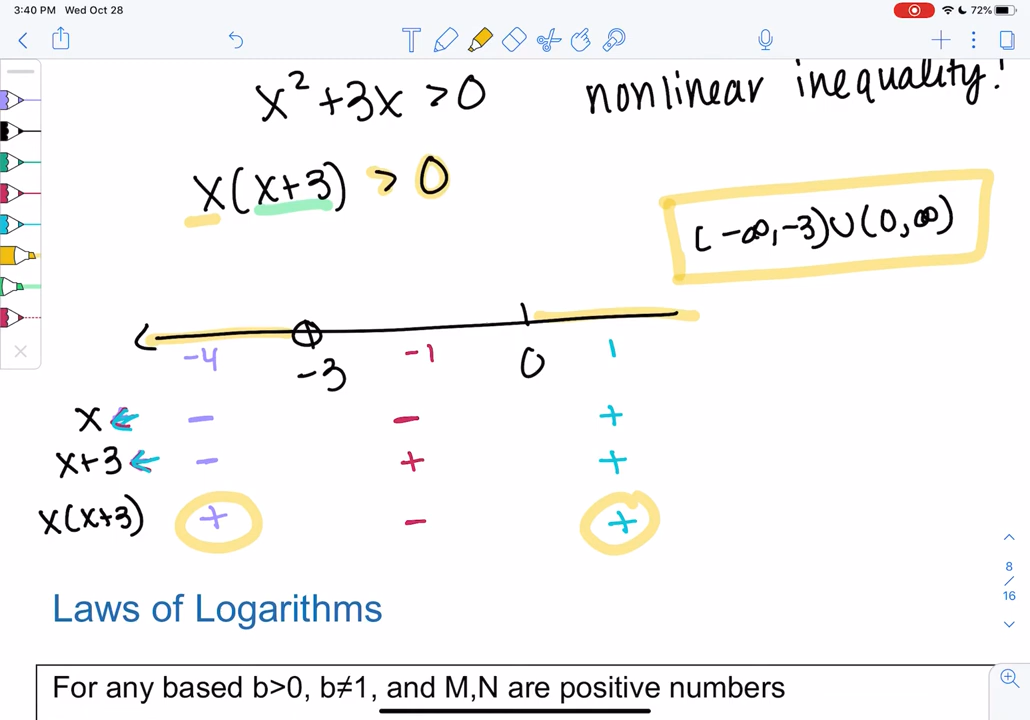 3:40 PM Wed Oct 28
72%
x² +3x >0
nonlinear inequality!
x(x+3) > 0
(-∞,-3)∪(0,∞)
-4 -3 -1 0 1
x - - +
x+3 - + +
x(x+3) + - +
8
/
16
Laws of Logarithms
For any based b>0, b≠1, and M,N are positive numbers